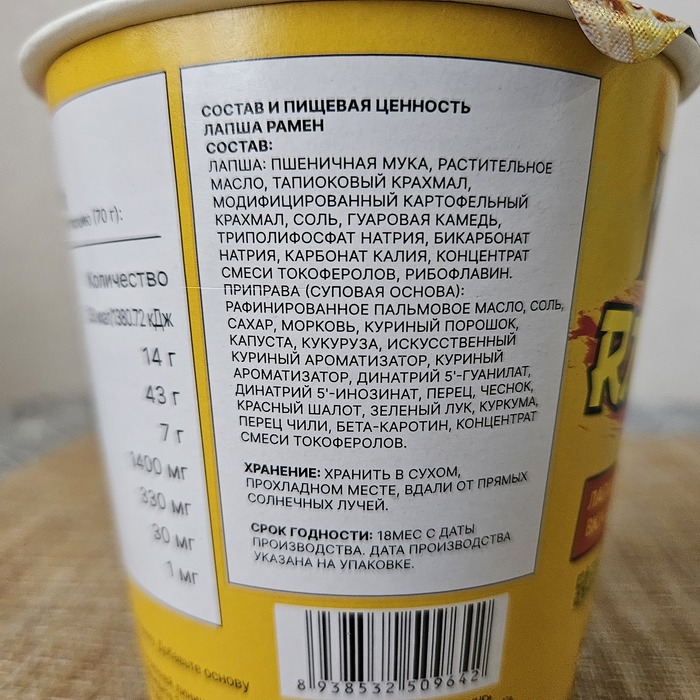 (70 г):
Количество
1380.72 кДж
14 г
43 г
7 г
1400 мг
330 мг
30 мг
1 мг
СОСТАВ И ПИЩЕВАЯ ЦЕННОСТЬ
ЛАПША РАМЕН
СОСТАВ:
ЛАПША: ПШЕНИЧНАЯ МУКА, РАСТИТЕЛЬНОЕ
МАСЛО, ТАПИОКОВЫЙ КРАХМАЛ,
МОДИФИЦИРОВАННЫЙ КАРТОФЕЛЬНЫЙ
КРАХМАЛ, СОЛЬ, ГУАРОВАЯ КАМЕДЬ,
ТРИПОЛИФОСФАТ НАТРИЯ, БИКАРБОНАТ
НАТРИЯ, КАРБОНАТ КАЛИЯ, КОНЦЕНТРАТ
СМЕСИ ТОКОФЕРОЛОВ, РИБОФЛАВИН.
ПРИПРАВА (СУПОВАЯ ОСНОВА):
РАФИНИРОВАННОЕ ПАЛЬМОВОЕ МАСЛО, СОЛЬ,
САХАР, МОРКОВЬ, КУРИНЫЙ ПОРОШОК,
КАПУСТА, КУКУРУЗА, ИСКУССТВЕННЫЙ
КУРИНЫЙ АРОМАТИЗАТОР, КУРИНЫЙ
АРОМАТИЗАТОР, ДИНАТРИЙ 5'-ГУАНИЛАТ,
ДИНАТРИЙ 5'-ИНОЗИНАТ, ПЕРЕЦ, ЧЕСНОК,
КРАСНЫЙ ШАЛОТ, ЗЕЛЕНЫЙ ЛУК, КУРКУМА,
ПЕРЕЦ ЧИЛИ, БЕТА-КАРОТИН, КОНЦЕНТРАТ
СМЕСИ ТОКОФЕРОЛОВ.
ХРАНЕНИЕ: ХРАНИТЬ В СУХОМ,
ПРОХЛАДНОМ МЕСТЕ, ВДАЛИ ОТ ПРЯМЫХ
СОЛНЕЧНЫХ ЛУЧЕЙ.
СРОК ГОДНОСТИ: 18МЕС С ДАТЫ
ПРОИЗВОДСТВА. ДАТА ПРОИЗВОДСТВА
УКАЗАНА НА УПАКОВКЕ.
8 938532 509642
основу